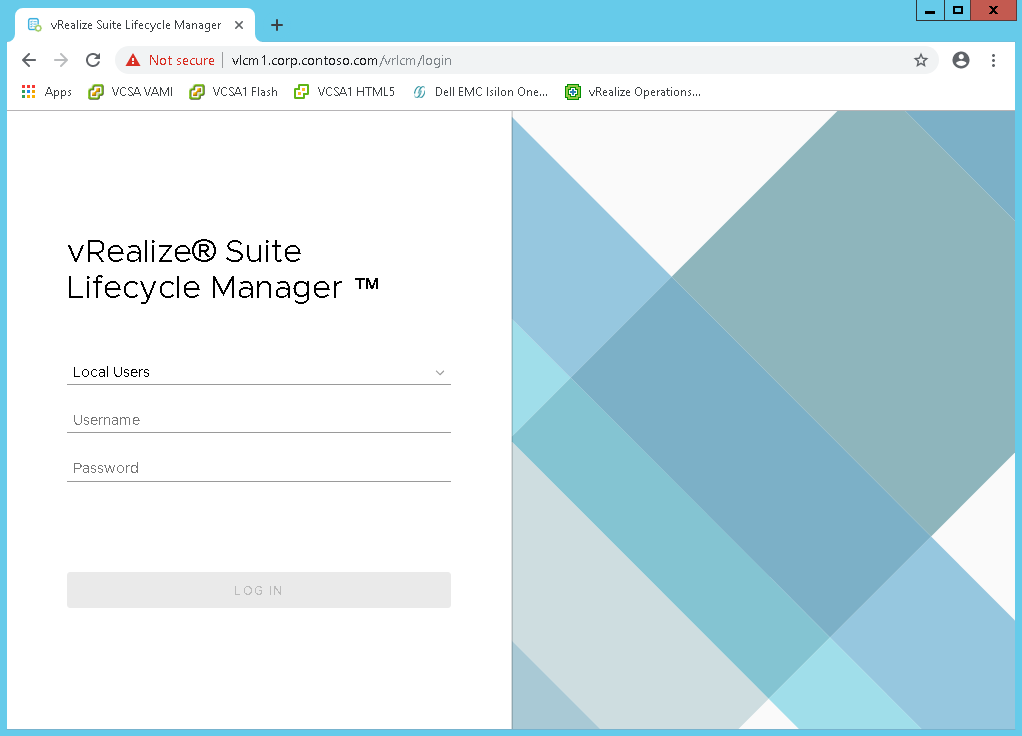 vRealize Suite Lifecycle Manager
Not secure vlcm1.corp.contoso.com/vrlcm/login
Apps VCSA VAMI VCSA1 Flash VCSA1 HTML5 Dell EMC Isilon One... vRealize Operations...
vRealize® Suite
Lifecycle Manager ™
Local Users
Username
Password
LOG IN